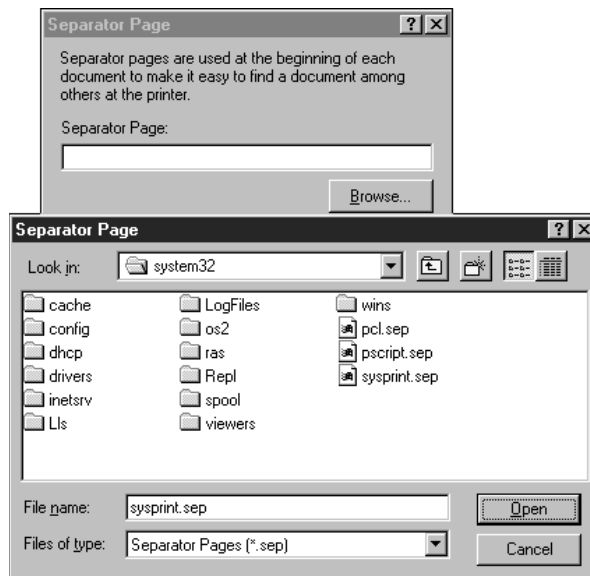 Separator Page
Separator pages are used at the beginning of each
document to make it easy to find a document among
others at the printer.
Separator Page:
Browse...
Separator Page
Look in: system32
cache LogFiles wins
config os2 pcl.sep
dhcp ras pscript.sep
drivers Repl sysprint.sep
inetsrv spool
Lls viewers
File name: sysprint.sep Open
Files of type: Separator Pages (*.sep) Cancel